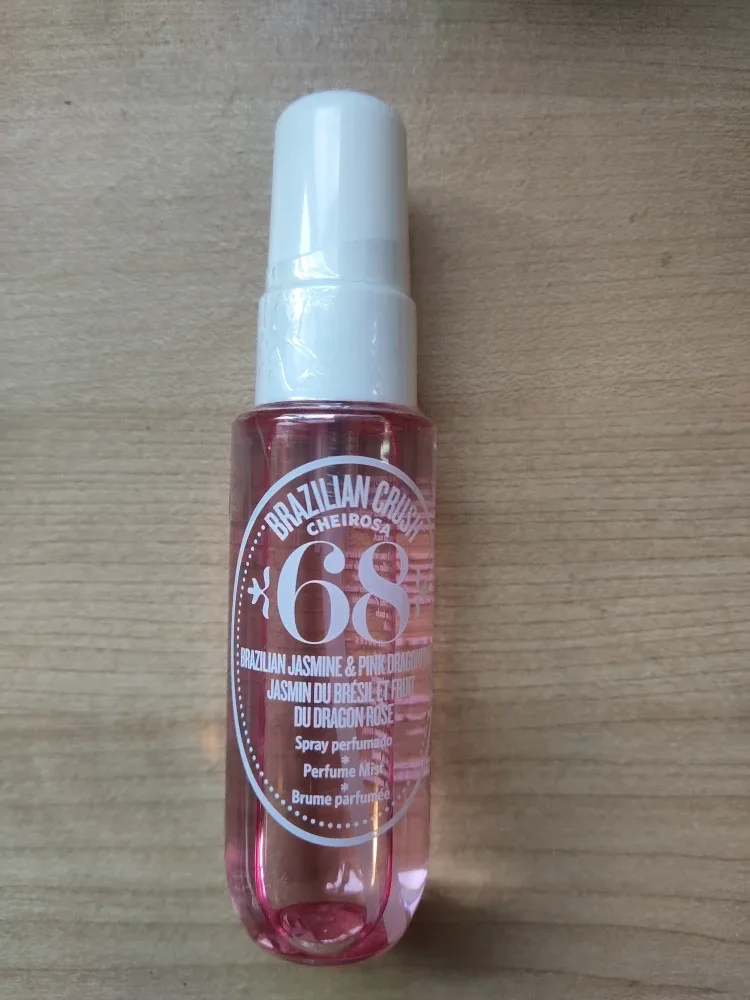 BRAZILIAN CRUSH
CHEIROSA
68
BRAZILIAN JASMINE & PINK
JASMIN DU BRÉSIL ET FRUIT
DU DRAGON ROSE
Spray perfumado
*
Perfume Mist
*
Brume parfumée